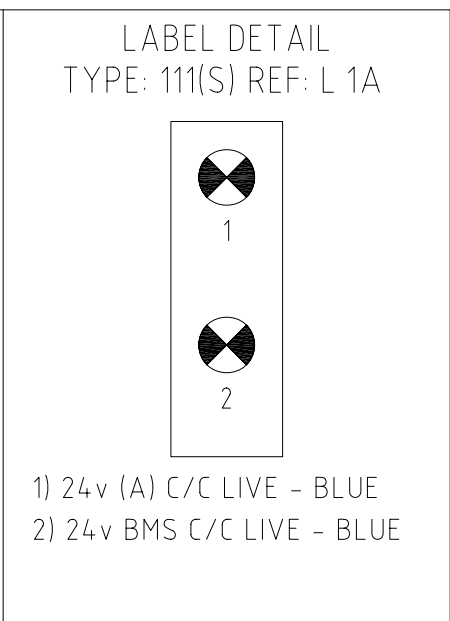 LABEL DETAIL
TYPE: 111(S) REF: L 1A
1
2
1) 24v (A) C/C LIVE - BLUE
2) 24v BMS C/C LIVE - BLUE